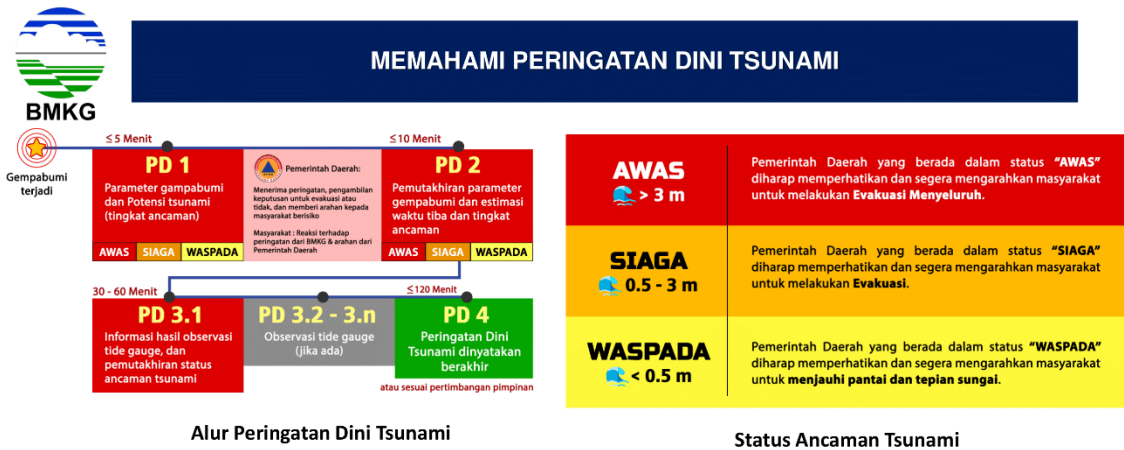 MEMAHAMI PERINGATAN DINI TSUNAMI
BMKG
Gempabumi
terjadi
≤ 5 Menit
PD 1
Parameter gampabumi
dan Potensi tsunami
(tingkat ancaman)
AWAS SIAGA WASPADA
Pemerintah Daerah:
Menerima peringatan, pengambilan
keputusan untuk evakuasi atau
tidak, dan memberi arahan kepada
masyarakat berisiko
Masyarakat : Reaksi terhadap
peringatan dari BMKG & arahan dari
Pemerintah Daerah
≤ 10 Menit
PD 2
Pemutakhiran parameter
gempabumi dan estimasi
waktu tiba dan tingkat
ancaman
AWAS SIAGA WASPADA
30 - 60 Menit
PD 3.1
Informasi hasil observasi
tide gauge, dan
pemutakhiran status
ancaman tsunami
PD 3.2 - 3.n
Observasi tide gauge
(jika ada)
≤120 Menit
PD 4
Peringatan Dini
Tsunami dinyatakan
berakhir
atau sesuai pertimbangan pimpinan
Alur Peringatan Dini Tsunami
AWAS
> 3 m
Pemerintah Daerah yang berada dalam status "AWAS"
diharap memperhatikan dan segera mengarahkan masyarakat
untuk melakukan Evakuasi Menyeluruh.
SIAGA
0.5 - 3 m
Pemerintah Daerah yang berada dalam status "SIAGA"
diharap memperhatikan dan segera mengarahkan masyarakat
untuk melakukan Evakuasi.
WASPADA
< 0.5 m
Pemerintah Daerah yang berada dalam status "WASPADA"
diharap memperhatikan dan segera mengarahkan masyarakat
untuk menjauhi pantai dan tepian sungai.
Status Ancaman Tsunami